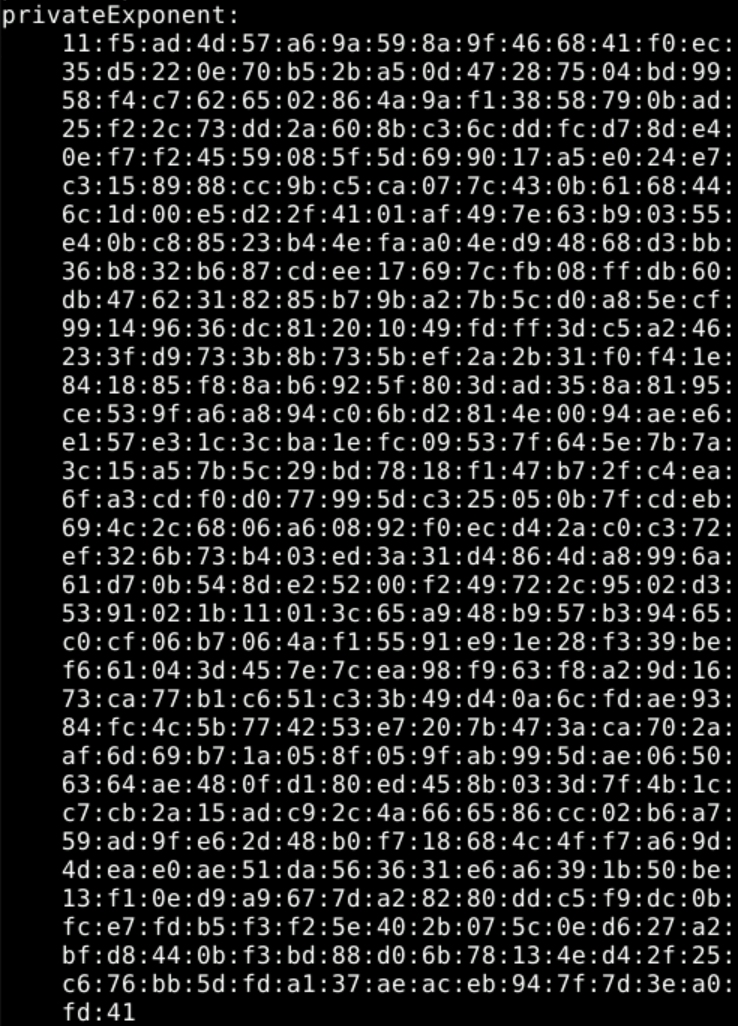 privateExponent:
11:f5:ad:4d:57:a6:9a:59:8a:9f:46:68:41:f0:ec:
35:d5:22:0e:70:b5:2b:a5:0d:47:28:75:04:bd:99:
58:f4:c7:62:65:02:86:4a:9a:f1:38:58:79:0b:ad:
25:f2:2c:73:dd:2a:60:8b:c3:6c:dd:fc:d7:8d:e4:
0e:f7:f2:45:59:08:5f:5d:69:90:17:a5:e0:24:e7:
c3:15:89:88:cc:9b:c5:ca:07:7c:43:0b:61:68:44:
6c:1d:00:e5:d2:2f:41:01:af:49:7e:63:b9:03:55:
e4:0b:c8:85:23:b4:4e:fa:a0:4e:d9:48:68:d3:bb:
36:b8:32:b6:87:cd:ee:17:69:7c:fb:08:ff:db:60:
db:47:62:31:82:85:b7:9b:a2:7b:5c:d0:a8:5e:cf:
99:14:96:36:dc:81:20:10:49:fd:ff:3d:c5:a2:46:
23:3f:d9:73:3b:8b:73:5b:ef:2a:2b:31:f0:f4:1e:
84:18:85:f8:8a:b6:92:5f:80:3d:ad:35:8a:81:95:
ce:53:9f:a6:a8:94:c0:6b:d2:81:4e:00:94:ae:e6:
e1:57:e3:1c:3c:ba:1e:fc:09:53:7f:64:5e:7b:7a:
3c:15:a5:7b:5c:29:bd:78:18:f1:47:b7:2f:c4:ea:
6f:a3:cd:f0:d0:77:99:5d:c3:25:05:0b:7f:cd:eb:
69:4c:2c:68:06:a6:08:92:f0:ec:d4:2a:c0:c3:72:
ef:32:6b:73:b4:03:ed:3a:31:d4:86:4d:a8:99:6a:
61:d7:0b:54:8d:e2:52:00:f2:49:72:2c:95:02:d3:
53:91:02:1b:11:01:3c:65:a9:48:b9:57:b3:94:65:
c0:cf:06:b7:06:4a:f1:55:91:e9:1e:28:f3:39:be:
f6:61:04:3d:45:7e:7c:ea:98:f9:63:f8:a2:9d:16:
73:ca:77:b1:c6:51:c3:3b:49:d4:0a:6c:fd:ae:93:
84:fc:4c:5b:77:42:53:e7:20:7b:47:3a:ca:70:2a:
af:6d:69:b7:1a:05:8f:05:9f:ab:99:5d:ae:06:50:
63:64:ae:48:0f:d1:80:ed:45:8b:03:3d:7f:4b:1c:
c7:cb:2a:15:ad:c9:2c:4a:66:65:86:cc:02:b6:a7:
59:ad:9f:e6:2d:48:b0:f7:18:68:4c:4f:f7:a6:9d:
4d:ea:e0:ae:51:da:56:36:31:e6:a6:39:1b:50:be:
13:f1:0e:d9:a9:67:7d:a2:82:80:dd:c5:f9:dc:0b:
fc:e7:fd:b5:f3:f2:5e:40:2b:07:5c:0e:d6:27:a2:
bf:d8:44:0b:f3:bd:88:d0:6b:78:13:4e:d4:2f:25:
c6:76:bb:5d:fd:a1:37:ae:ac:eb:94:7f:7d:3e:a0:
fd:41